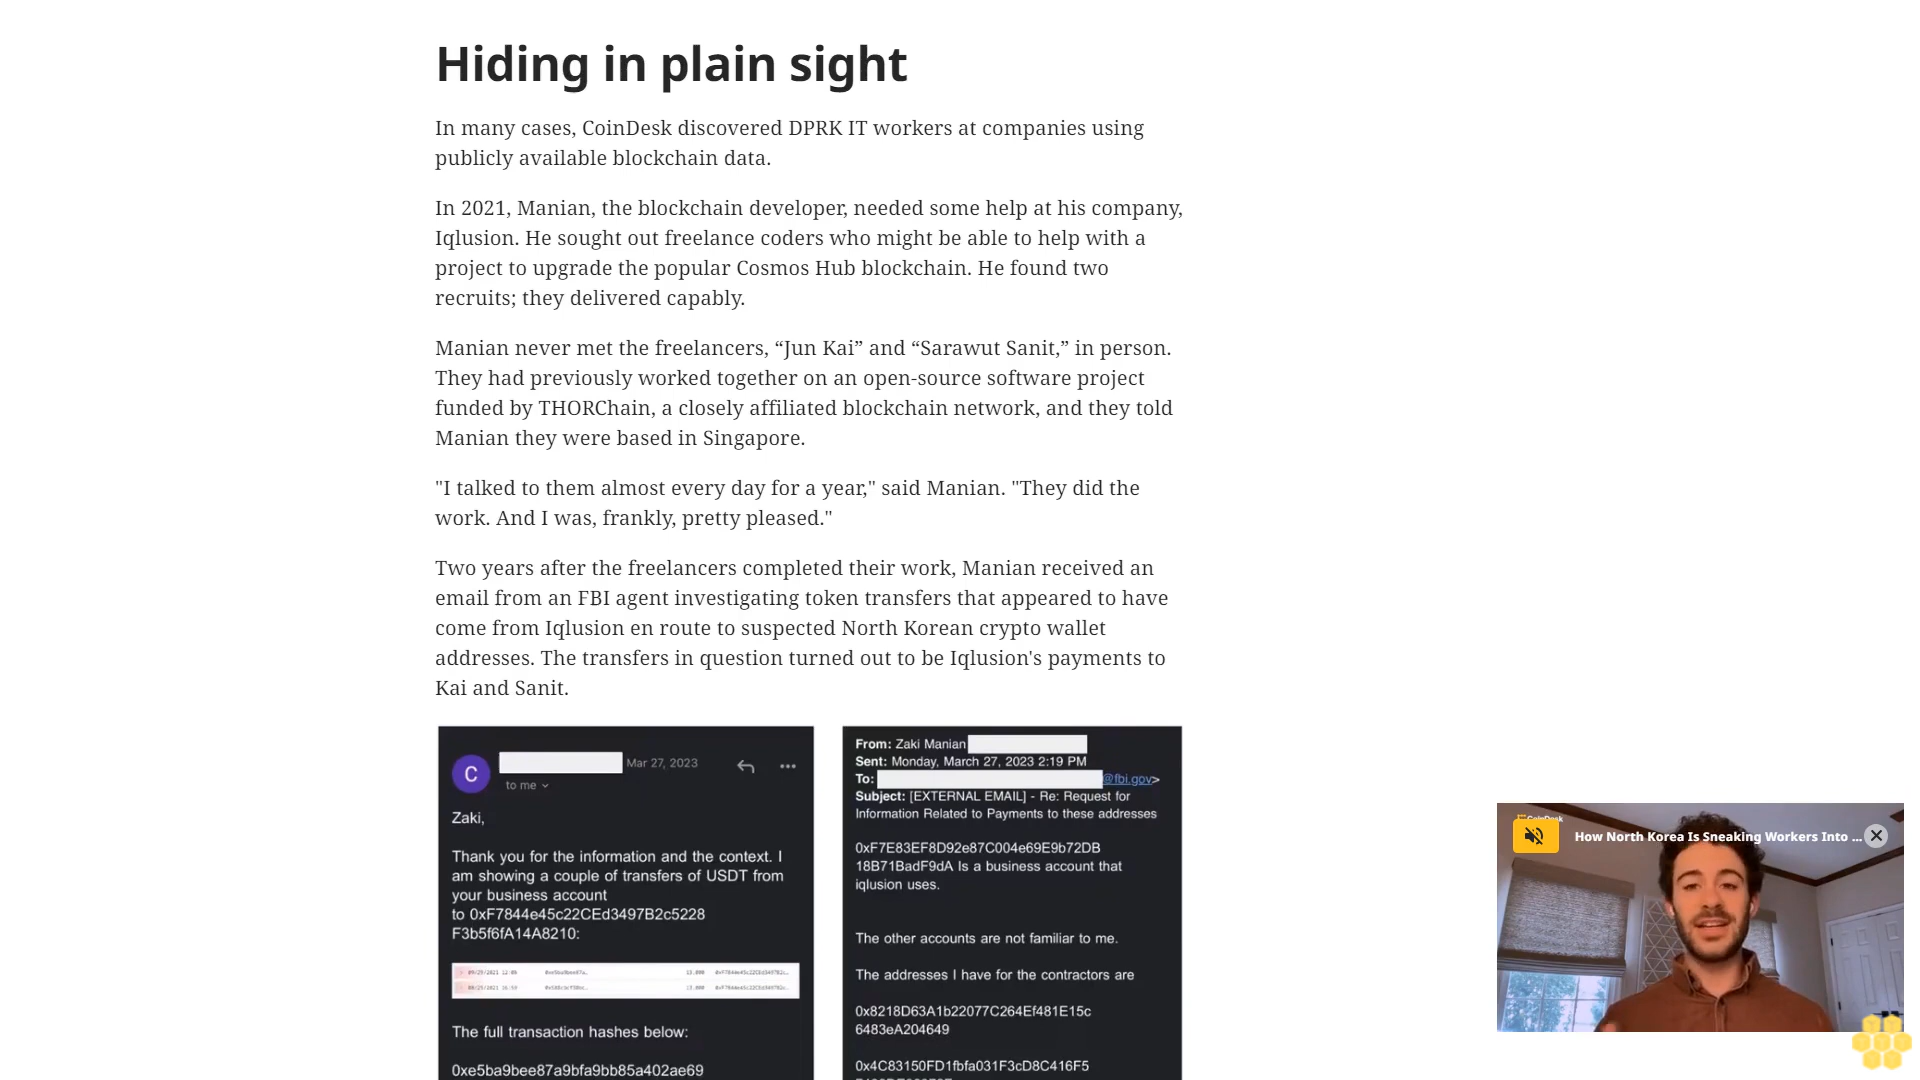 Hiding in plain sight
In many cases, CoinDesk discovered DPRK IT workers at companies using
publicly available blockchain data.
In 2021, Manian, the blockchain developer, needed some help at his company,
Iqlusion. He sought out freelance coders who might be able to help with a
project to upgrade the popular Cosmos Hub blockchain. He found two
recruits; they delivered capably.
Manian never met the freelancers, “Jun Kai” and “Sarawut Sanit,” in person.
They had previously worked together on an open-source software project
funded by THORChain, a closely affiliated blockchain network, and they told
Manian they were based in Singapore.
"I talked to them almost every day for a year," said Manian. "They did the
work. And I was, frankly, pretty pleased."
Two years after the freelancers completed their work, Manian received an
email from an FBI agent investigating token transfers that appeared to have
come from Iqlusion en route to suspected North Korean crypto wallet
addresses. The transfers in question turned out to be Iqlusion's payments to
Kai and Sanit.
C
Mar 27, 2023
to me
Zaki,
Thank you for the information and the context. I
am showing a couple of transfers of USDT from
your business account
to 0xF7844e45c22CEd3497B2c5228
F3b5f6fA14A8210:
The full transaction hashes below:
0xe5ba9bee87a9bfa9bb85a402ae69
From: Zaki Manian
Sent: Monday, March 27, 2023 2:19 PM
To: @fbi.gov>
Subject: [EXTERNAL EMAIL] - Re: Request for
Information Related to Payments to these addresses
0xF7E83EF8D92e87C004e69E9b72DB
18B71BadF9dA Is a business account that
iqlusion uses.
The other accounts are not familiar to me.
The addresses I have for the contractors are
0x8218D63A1b22077C264Ef481E15c
6483eA204649
0x4C83150FD1fbfa031F3cD8C416F5
CoinDesk
How North Korea Is Sneaking Workers Into ...